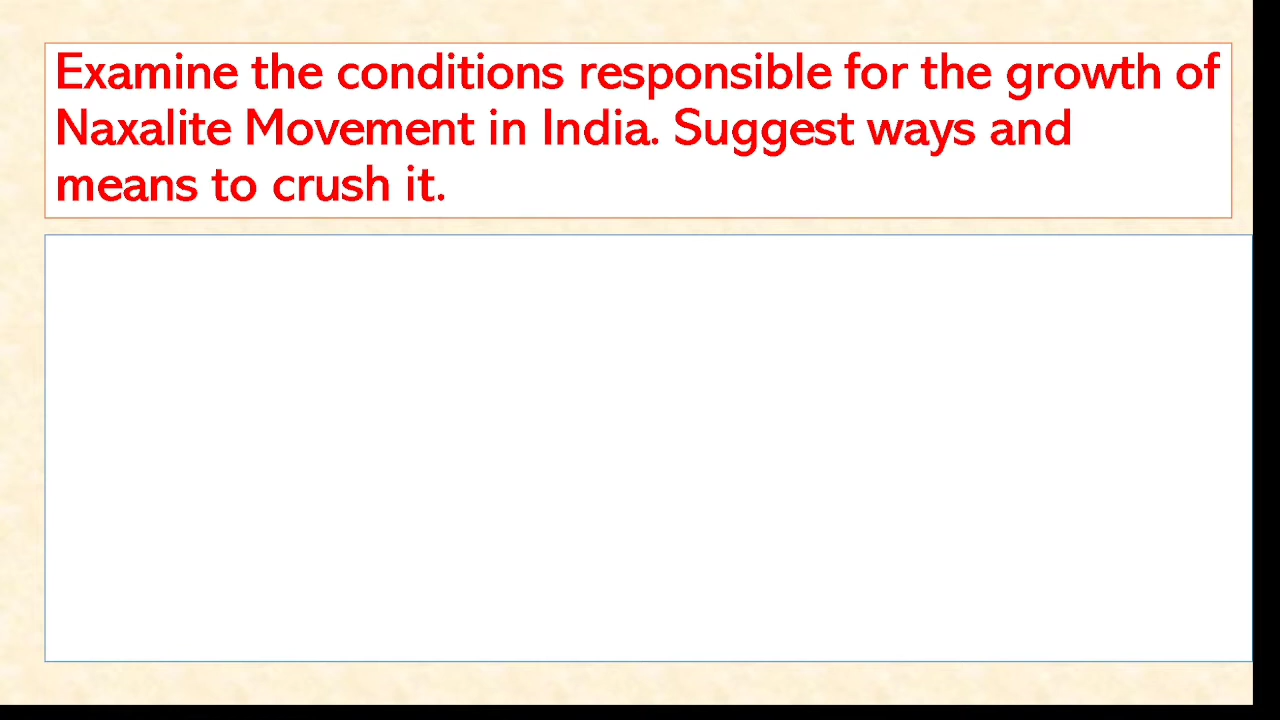 Examine the conditions responsible for the growth of
Naxalite Movement in India. Suggest ways and
means to crush it.